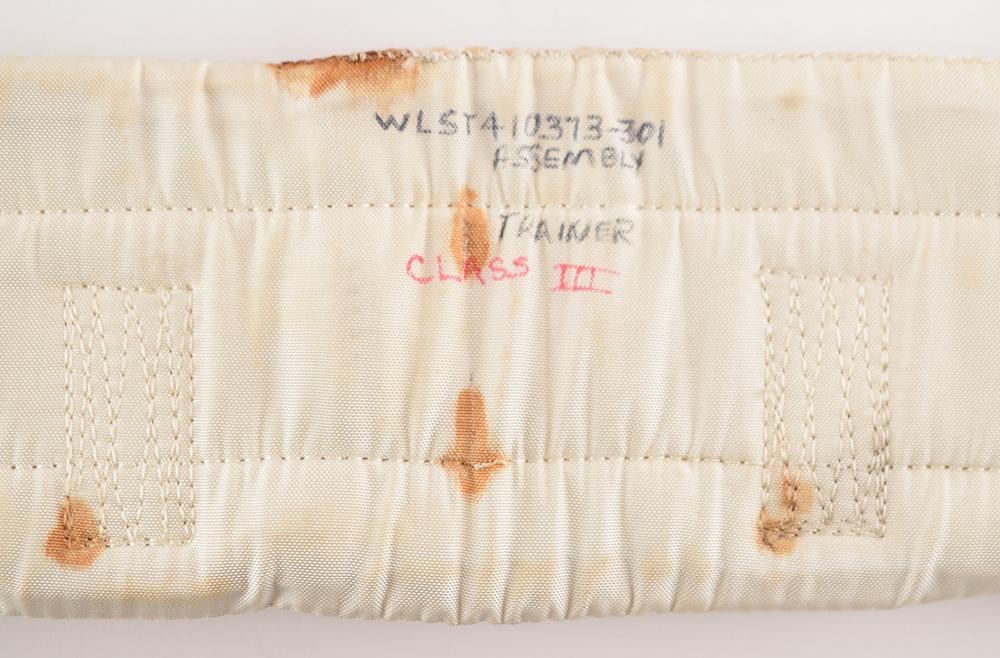 WLST410373-301
ASSEMBLY
TRAINER
CLASS III